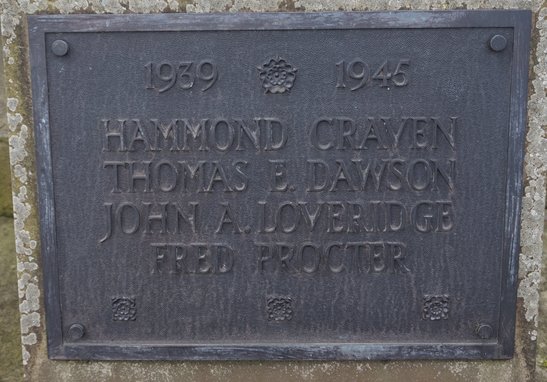 1939 1945
HAMMOND CRAVEN
THOMAS E. DAWSON
JOHN A. LOVERIDGE
FRED PROCTER